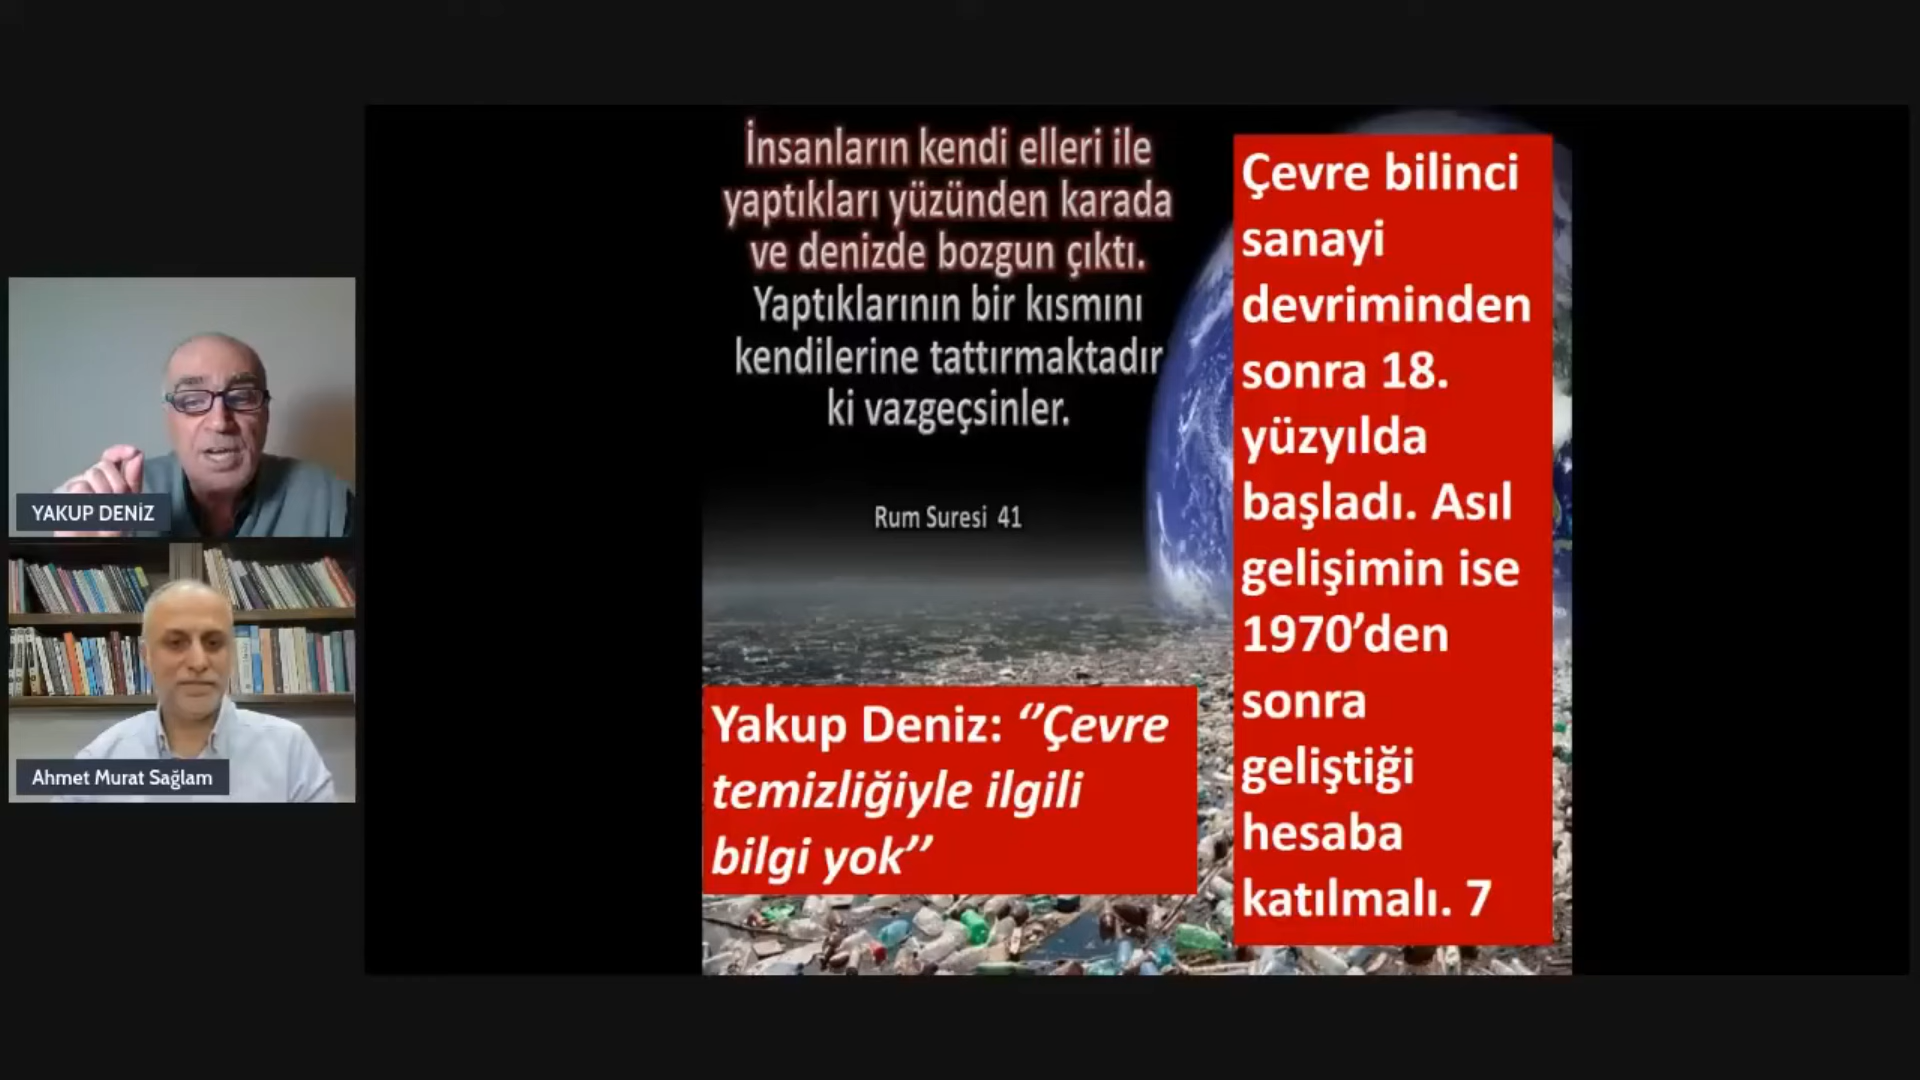 İnsanların kendi elleri ile
yaptıkları yüzünden karada
ve denizde bozgun çıktı.
Yaptıklarının bir kısmını
kendilerine tattırmaktadır
ki vazgeçsinler.
Rum Suresi 41
Çevre bilinci
sanayi
devriminden
sonra 18.
yüzyılda
başladı. Asıl
gelişimin ise
1970’den
sonra
geliştiği
hesaba
katılmalı. 7
Yakup Deniz: ‘’Çevre
temizliğiyle ilgili
bilgi yok’’
YAKUP DENİZ
Ahmet Murat Sağlam